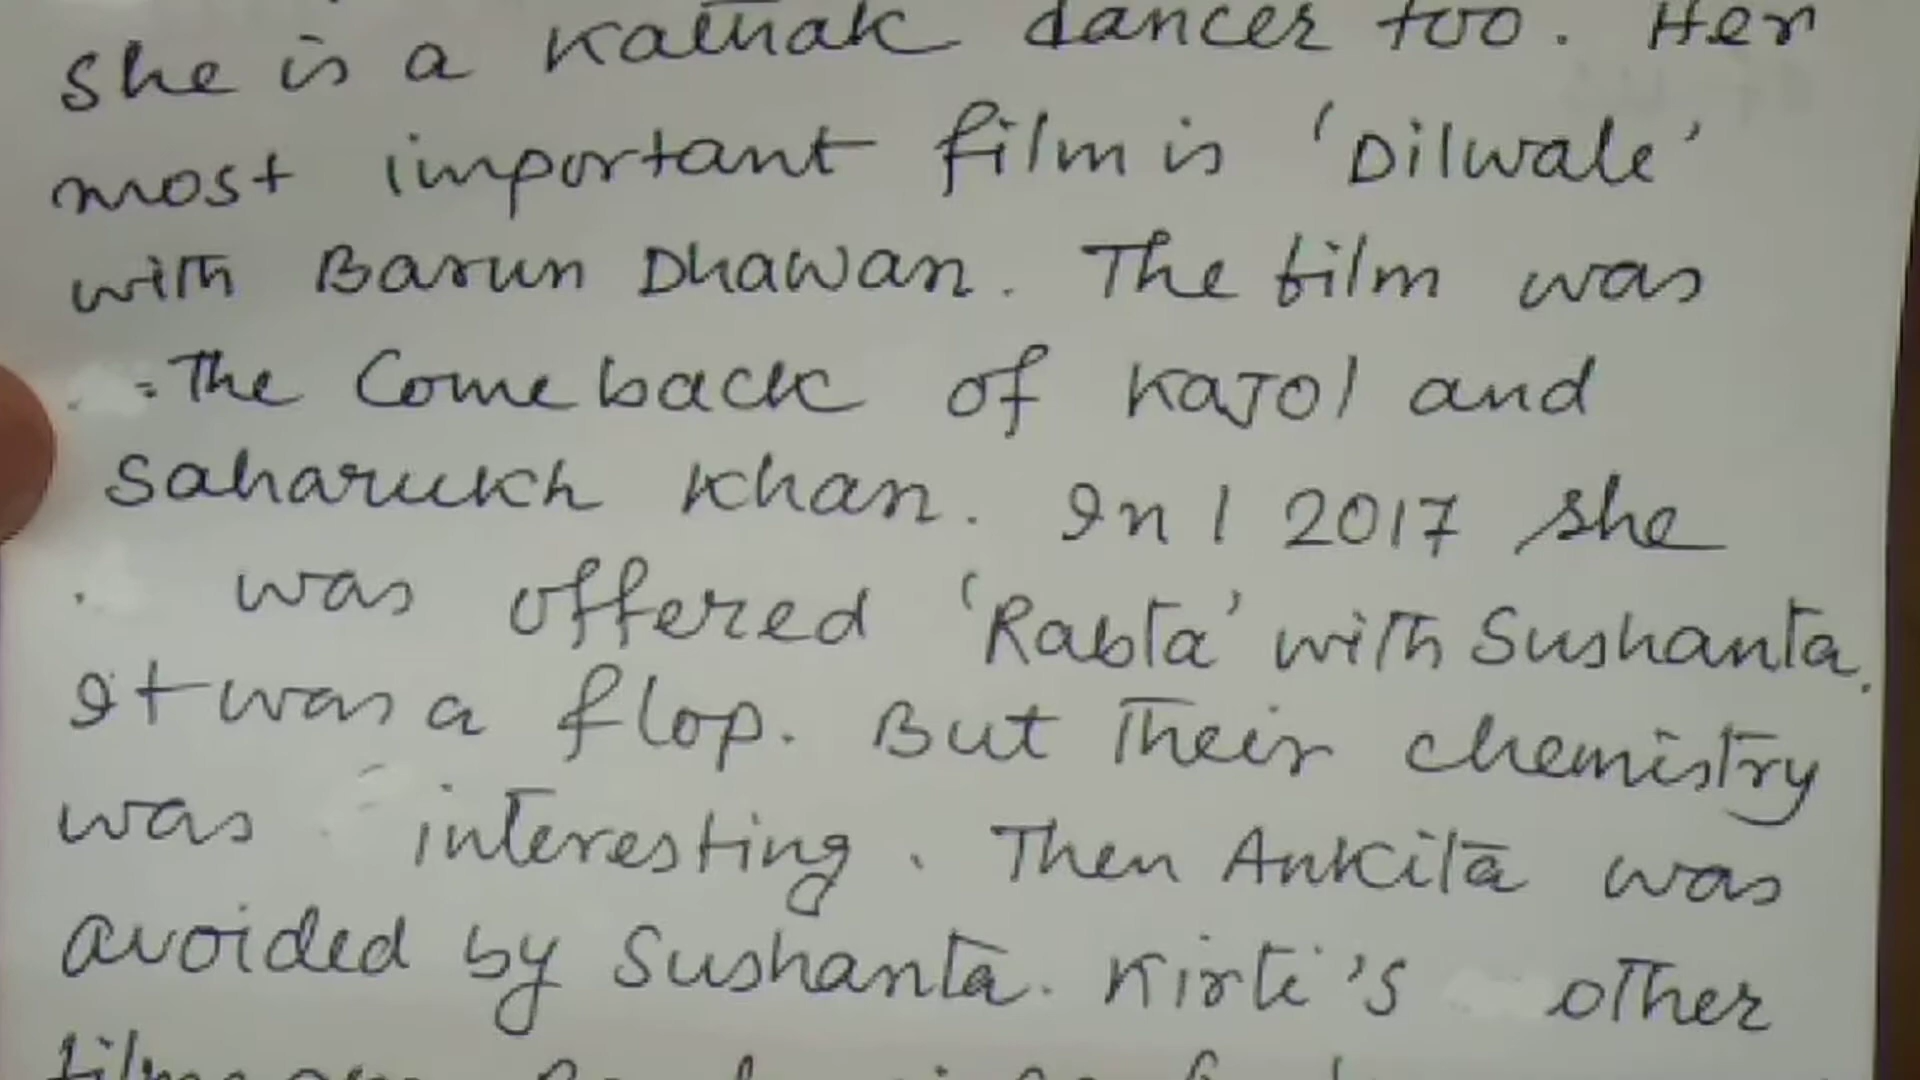 she is a Kathak dancer too. Her
most important film is 'Dilwale'
with Barun Dhawan. The film was
The Come back of Kajol and
Saharukh Khan. In 2017 she
was offered 'Rabta' with Sushanta.
It was a flop. But Their chemistry
was interesting. Then Ankita was
avoided by Sushanta. Kirti's other